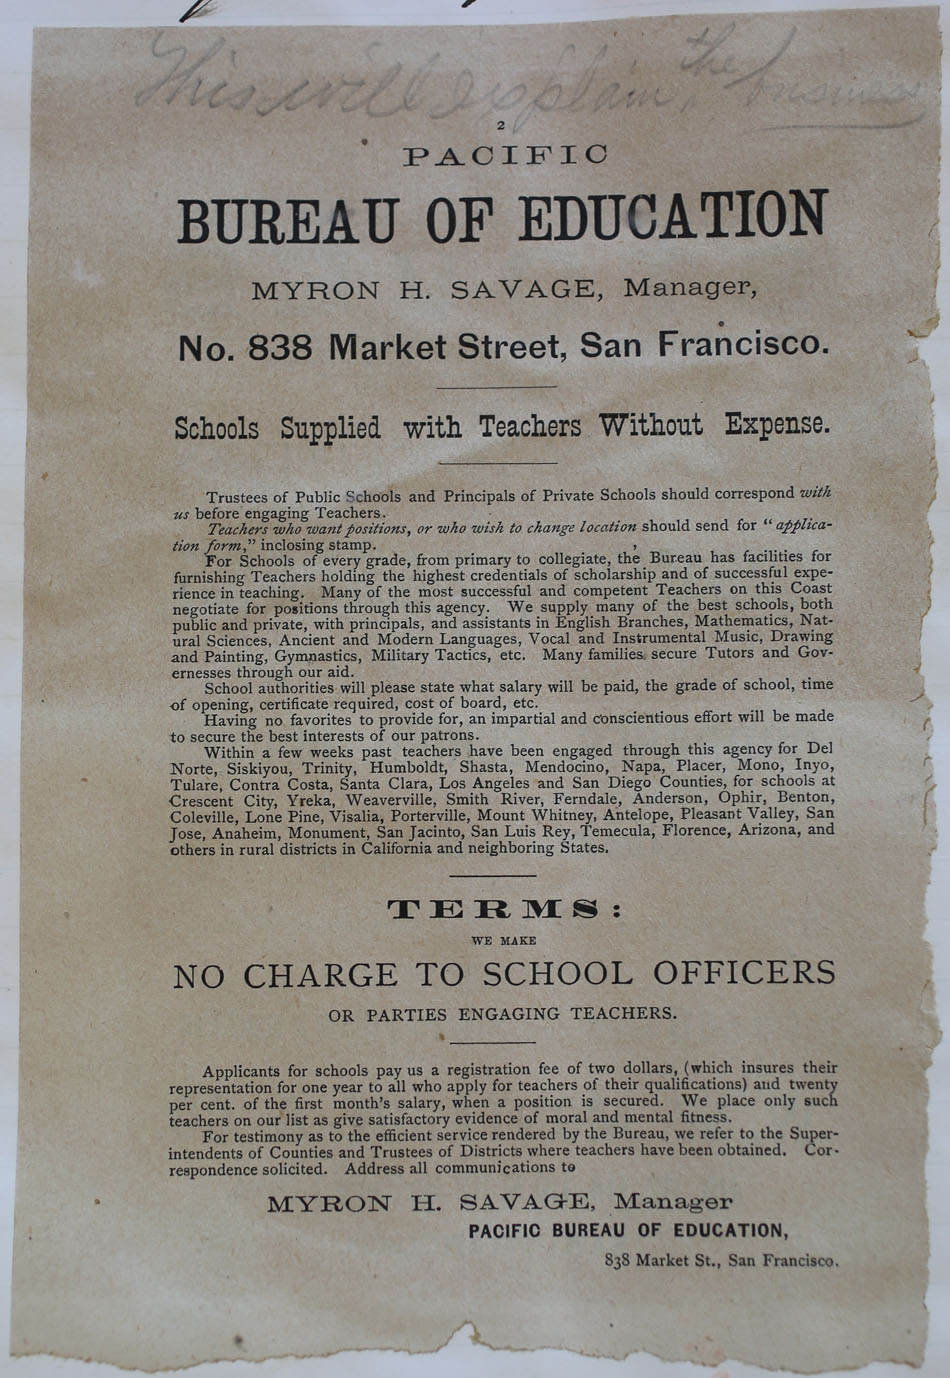 This will explain the business
2
PACIFIC
BUREAU OF EDUCATION
MYRON H. SAVAGE, Manager,
No. 838 Market Street, San Francisco.
Schools Supplied with Teachers Without Expense.
Trustees of Public Schools and Principals of Private Schools should correspond with
us before engaging Teachers.
Teachers who want positions, or who wish to change location should send for "applica-
tion form," inclosing stamp.
For Schools of every grade, from primary to collegiate, the Bureau has facilities for
furnishing Teachers holding the highest credentials of scholarship and of successful expe-
rience in teaching. Many of the most successful and competent Teachers on this Coast
negotiate for positions through this agency. We supply many of the best schools, both
public and private, with principals, and assistants in English Branches, Mathematics, Nat-
ural Sciences, Ancient and Modern Languages, Vocal and Instrumental Music, Drawing
and Painting, Gymnastics, Military Tactics, etc. Many families secure Tutors and Gov-
ernesses through our aid.
School authorities will please state what salary will be paid, the grade of school, time
of opening, certificate required, cost of board, etc.
Having no favorites to provide for, an impartial and conscientious effort will be made
to secure the best interests of our patrons.
Within a few weeks past teachers have been engaged through this agency for Del
Norte, Siskiyou, Trinity, Humboldt, Shasta, Mendocino, Napa, Placer, Mono, Inyo,
Tulare, Contra Costa, Santa Clara, Los Angeles and San Diego Counties, for schools at
Crescent City, Yreka, Weaverville, Smith River, Ferndale, Anderson, Ophir, Benton,
Coleville, Lone Pine, Visalia, Porterville, Mount Whitney, Antelope, Pleasant Valley, San
Jose, Anaheim, Monument, San Jacinto, San Luis Rey, Temecula, Florence, Arizona, and
others in rural districts in California and neighboring States.
TERMS:
WE MAKE
NO CHARGE TO SCHOOL OFFICERS
OR PARTIES ENGAGING TEACHERS.
Applicants for schools pay us a registration fee of two dollars, (which insures their
representation for one year to all who apply for teachers of their qualifications) and twenty
per cent. of the first month's salary, when a position is secured. We place only such
teachers on our list as give satisfactory evidence of moral and mental fitness.
For testimony as to the efficient service rendered by the Bureau, we refer to the Super-
intendents of Counties and Trustees of Districts where teachers have been obtained. Cor-
respondence solicited. Address all communications to
MYRON H. SAVAGE, Manager
PACIFIC BUREAU OF EDUCATION,
838 Market St., San Francisco.